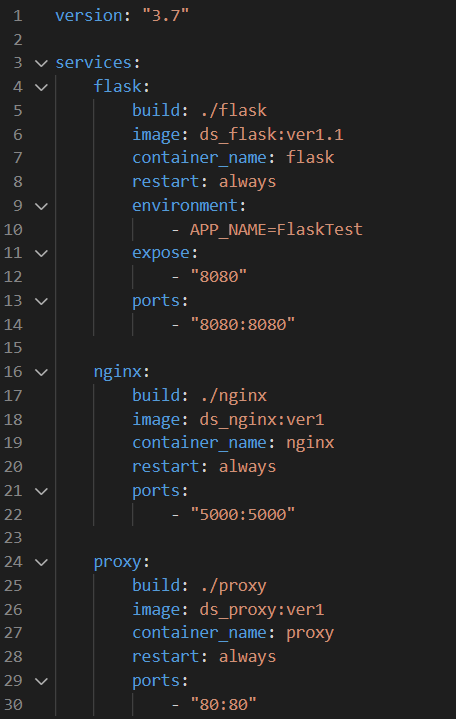 1 version: "3.7"
2
3 services:
4     flask:
5         build: ./flask
6         image: ds_flask:ver1.1
7         container_name: flask
8         restart: always
9         environment:
10             - APP_NAME=FlaskTest
11         expose:
12             - "8080"
13         ports:
14             - "8080:8080"
15
16     nginx:
17         build: ./nginx
18         image: ds_nginx:ver1
19         container_name: nginx
20         restart: always
21         ports:
22             - "5000:5000"
23
24     proxy:
25         build: ./proxy
26         image: ds_proxy:ver1
27         container_name: proxy
28         restart: always
29         ports:
30             - "80:80"